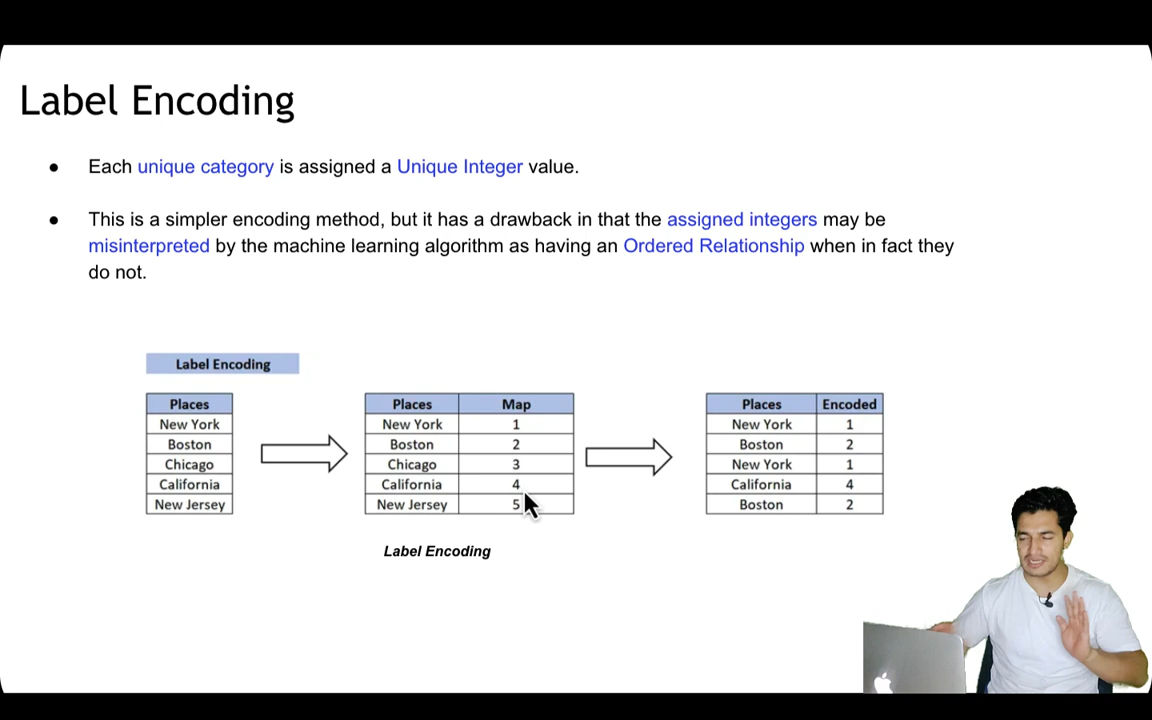 Label Encoding
● Each unique category is assigned a Unique Integer value.
● This is a simpler encoding method, but it has a drawback in that the assigned integers may be
misinterpreted by the machine learning algorithm as having an Ordered Relationship when in fact they
do not.
Label Encoding
Places
New York
Boston
Chicago
California
New Jersey
Places Map
New York 1
Boston 2
Chicago 3
California 4
New Jersey 5
Places Encoded
New York 1
Boston 2
New York 1
California 4
Boston 2
Label Encoding